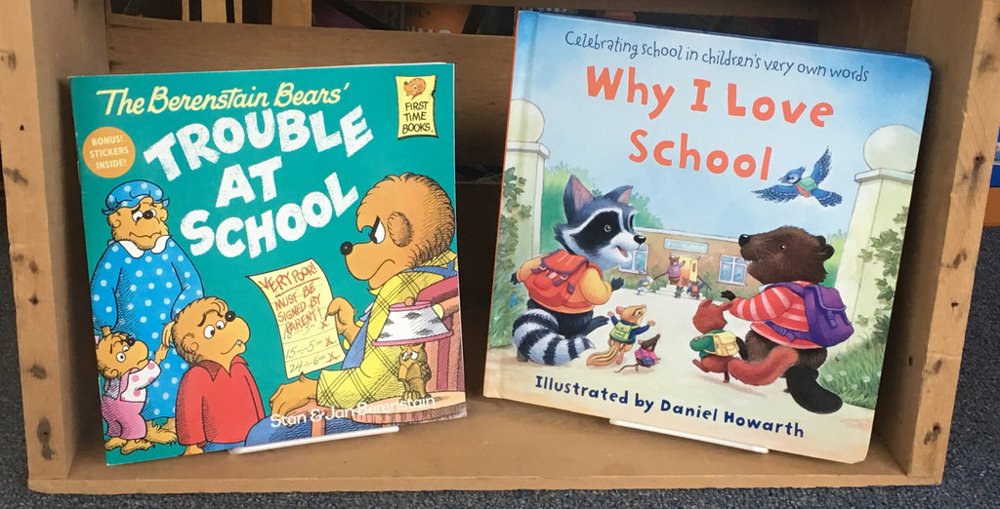 The Berenstain Bears'
TROUBLE
AT
SCHOOL
FIRST
TIME
BOOKS®
BONUS!
STICKERS
INSIDE!
VERY POOR!
MUST BE
SIGNED BY
PARENT!
15÷5=
24÷6=
Stan & Jan Berenstain
Celebrating school in children's very own words
Why I Love
School
Illustrated by Daniel Howarth